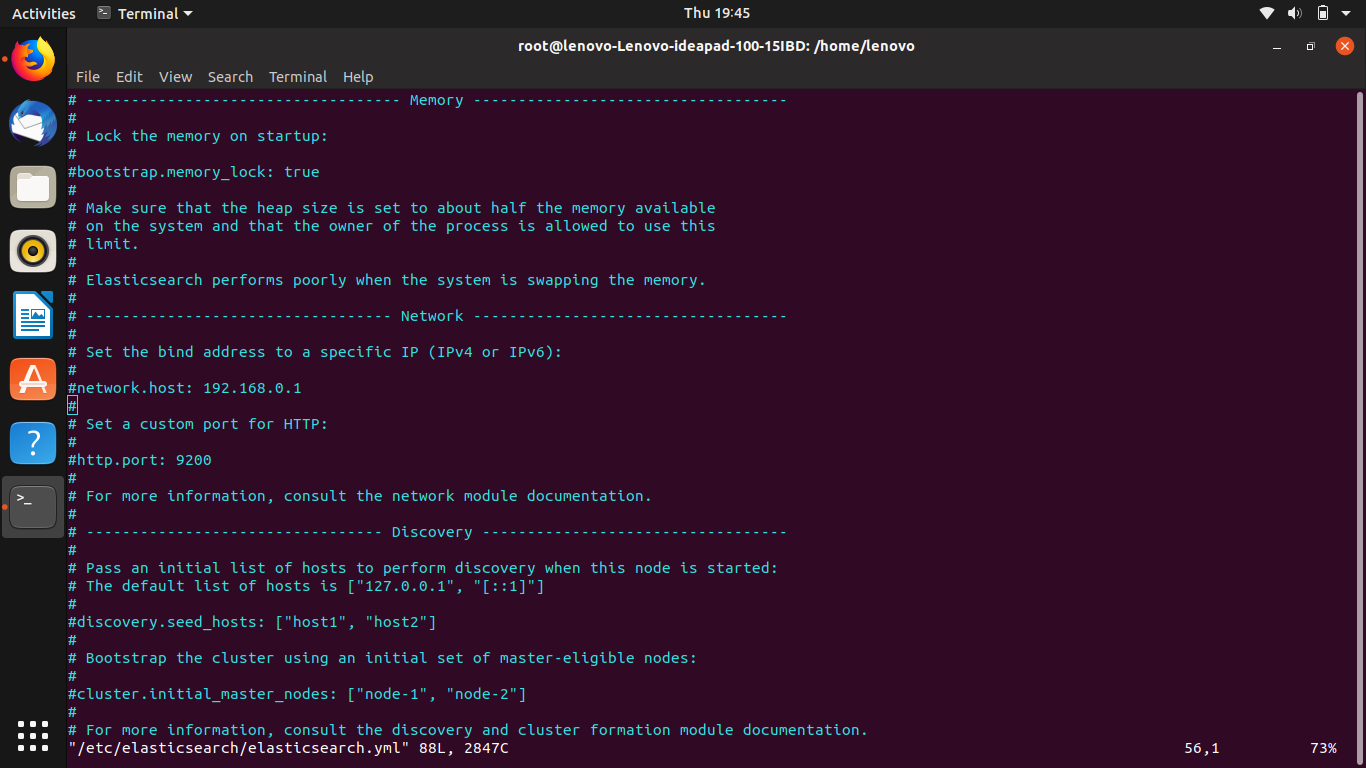 Activities Terminal Thu 19:45
root@lenovo-Lenovo-ideapad-100-15IBD: /home/lenovo
File Edit View Search Terminal Help
# ----------------------------------- Memory -----------------------------------
#
# Lock the memory on startup:
#
#bootstrap.memory_lock: true
#
# Make sure that the heap size is set to about half the memory available
# on the system and that the owner of the process is allowed to use this
# limit.
#
# Elasticsearch performs poorly when the system is swapping the memory.
#
# ---------------------------------- Network -----------------------------------
#
# Set the bind address to a specific IP (IPv4 or IPv6):
#
#network.host: 192.168.0.1
#
# Set a custom port for HTTP:
#
#http.port: 9200
#
# For more information, consult the network module documentation.
#
# --------------------------------- Discovery ----------------------------------
#
# Pass an initial list of hosts to perform discovery when this node is started:
# The default list of hosts is ["127.0.0.1", "[::1]"]
#
#discovery.seed_hosts: ["host1", "host2"]
#
# Bootstrap the cluster using an initial set of master-eligible nodes:
#
#cluster.initial_master_nodes: ["node-1", "node-2"]
#
# For more information, consult the discovery and cluster formation module documentation.
"/etc/elasticsearch/elasticsearch.yml" 88L, 2847C 56,1 73%